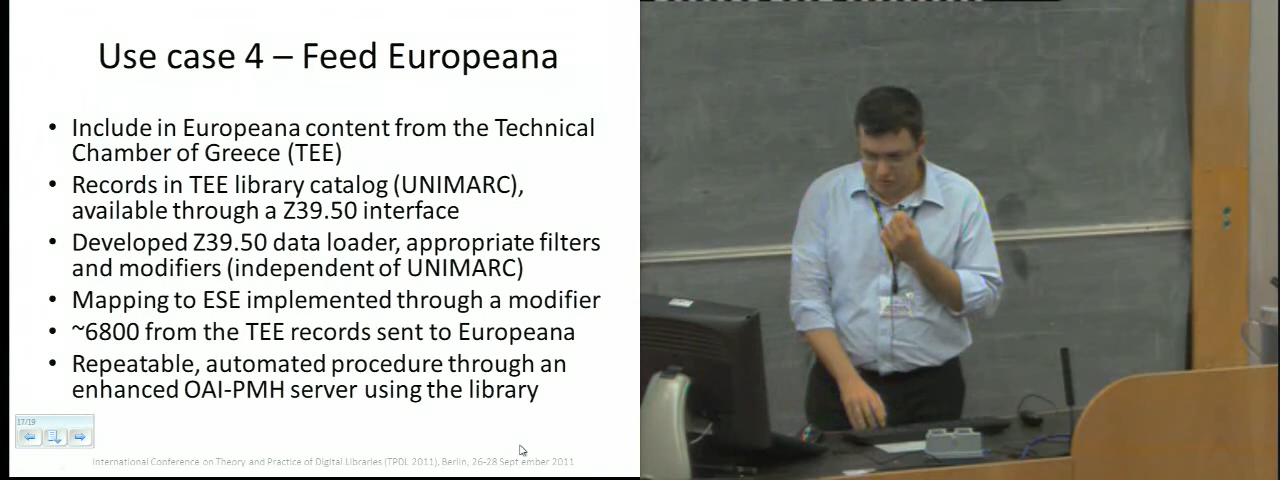 Use case 4 – Feed Europeana
• Include in Europeana content from the Technical
Chamber of Greece (TEE)
• Records in TEE library catalog (UNIMARC),
available through a Z39.50 interface
• Developed Z39.50 data loader, appropriate filters
and modifiers (independent of UNIMARC)
• Mapping to ESE implemented through a modifier
• ~6800 from the TEE records sent to Europeana
• Repeatable, automated procedure through an
enhanced OAI-PMH server using the library
17/19
International Conference on Theory and Practice of Digital Libraries (TPDL 2011), Berlin, 26-28 Sept ember 2011